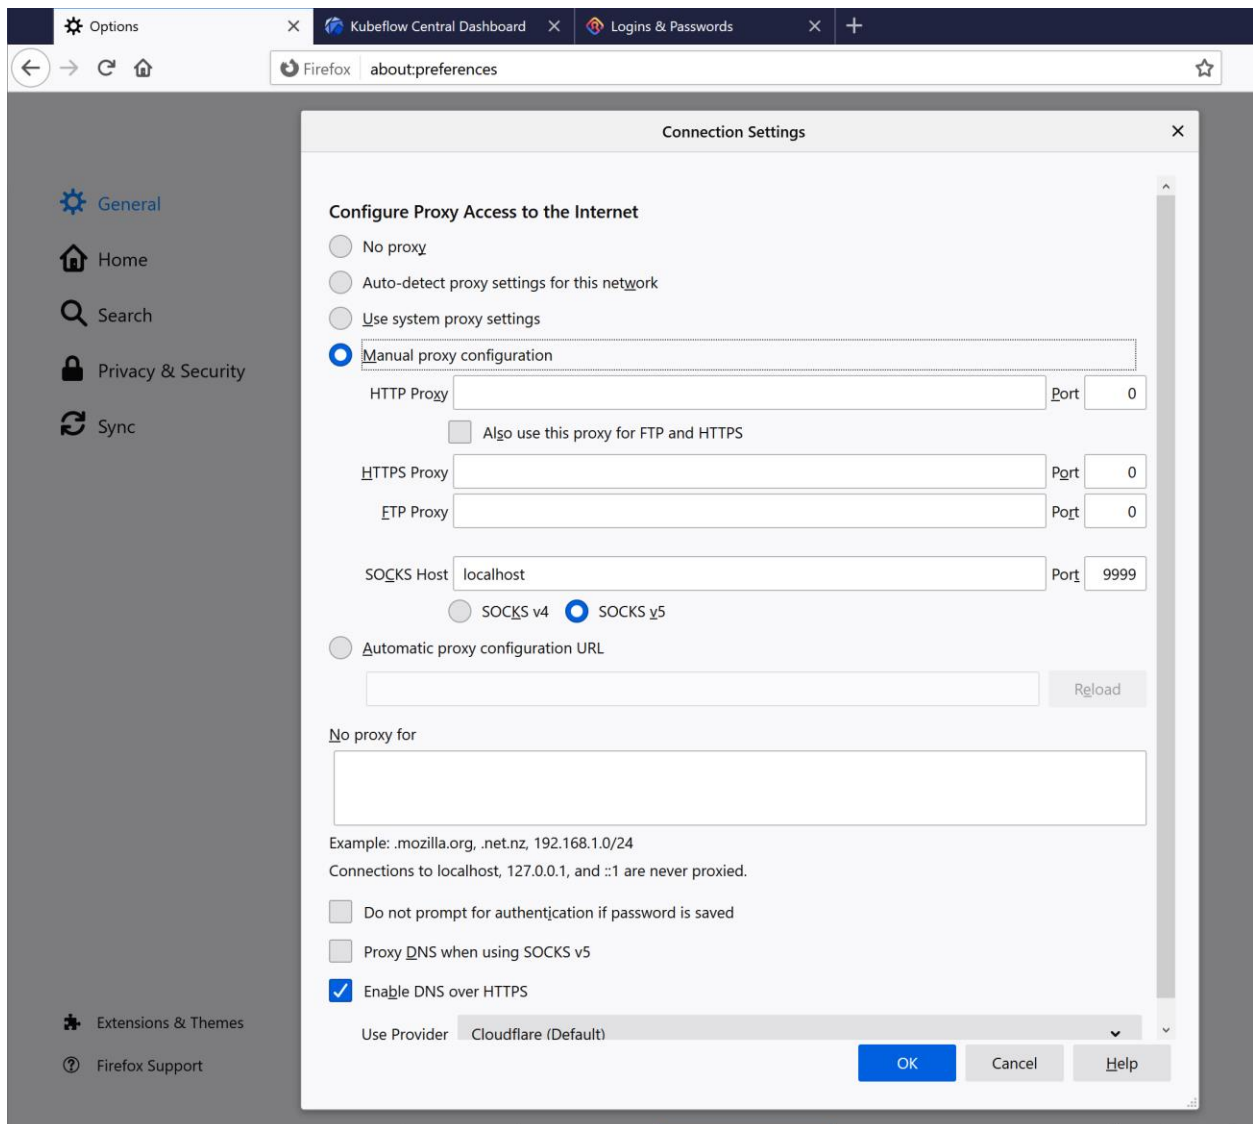 Options
Kubeflow Central Dashboard
Logins & Passwords
Firefox about:preferences
Connection Settings
General
Home
Search
Privacy & Security
Sync
Configure Proxy Access to the Internet
No proxy
Auto-detect proxy settings for this network
Use system proxy settings
Manual proxy configuration
HTTP Proxy Port 0
Also use this proxy for FTP and HTTPS
HTTPS Proxy Port 0
FTP Proxy Port 0
SOCKS Host localhost Port 9999
SOCKS v4 SOCKS v5
Automatic proxy configuration URL
Reload
No proxy for
Example: .mozilla.org, .net.nz, 192.168.1.0/24
Connections to localhost, 127.0.0.1, and ::1 are never proxied.
Do not prompt for authentication if password is saved
Proxy DNS when using SOCKS v5
Enable DNS over HTTPS
Use Provider Cloudflare (Default)
Extensions & Themes
Firefox Support
OK Cancel Help